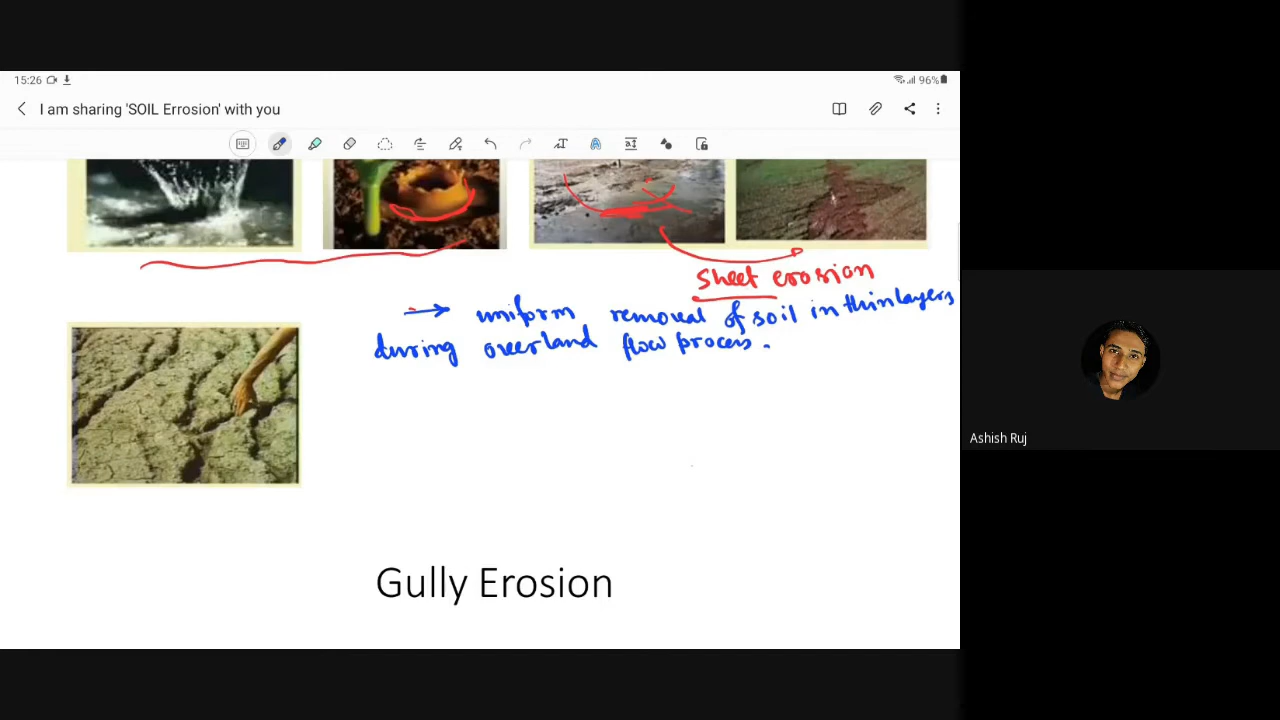 15:26
96%
I am sharing 'SOIL Errosion' with you
Sheet erosion
→ uniform removal of soil in thin layers
during overland flow process.
Ashish Ruj
Gully Erosion